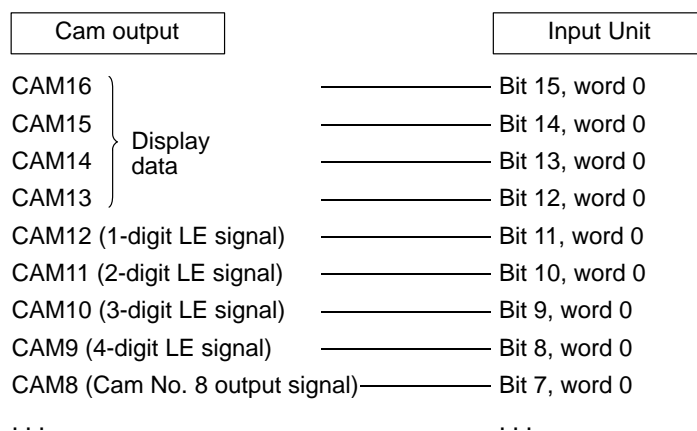 Cam output Input Unit
CAM16 Bit 15, word 0
CAM15 Bit 14, word 0
Display
data
CAM14 Bit 13, word 0
CAM13 Bit 12, word 0
CAM12 (1-digit LE signal) Bit 11, word 0
CAM11 (2-digit LE signal) Bit 10, word 0
CAM10 (3-digit LE signal) Bit 9, word 0
CAM9 (4-digit LE signal) Bit 8, word 0
CAM8 (Cam No. 8 output signal) Bit 7, word 0
. . . . . .